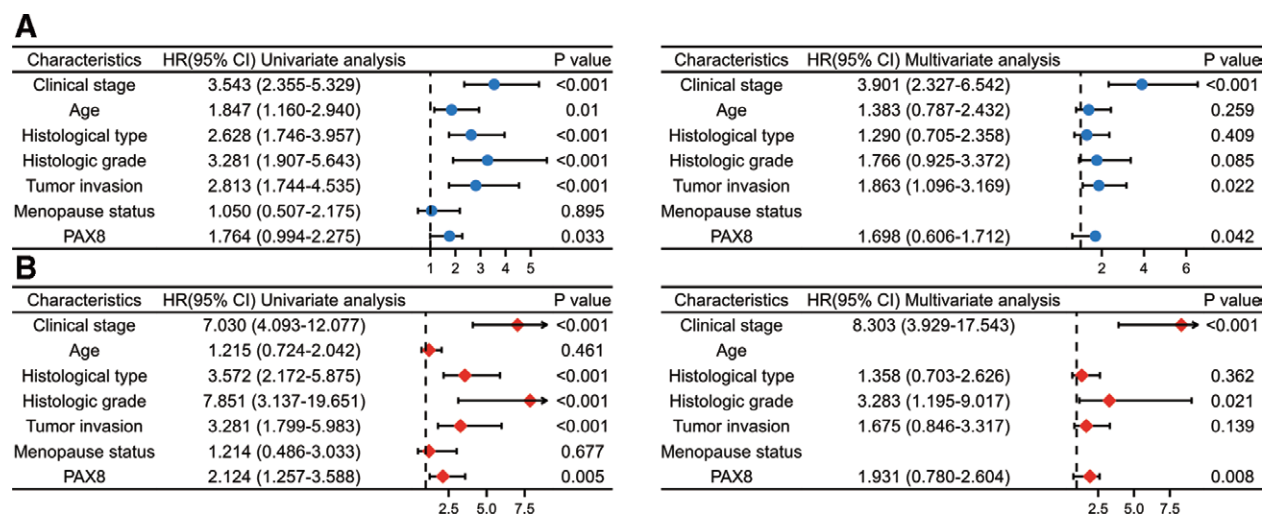 A
Characteristics HR(95% CI) Univariate analysis P value
Clinical stage 3.543 (2.355-5.329) <0.001
Age 1.847 (1.160-2.940) 0.01
Histological type 2.628 (1.746-3.957) <0.001
Histologic grade 3.281 (1.907-5.643) <0.001
Tumor invasion 2.813 (1.744-4.535) <0.001
Menopause status 1.050 (0.507-2.175) 0.895
PAX8 1.764 (0.994-2.275) 0.033
1 2 3 4 5
Characteristics HR(95% CI) Multivariate analysis P value
Clinical stage 3.901 (2.327-6.542) <0.001
Age 1.383 (0.787-2.432) 0.259
Histological type 1.290 (0.705-2.358) 0.409
Histologic grade 1.766 (0.925-3.372) 0.085
Tumor invasion 1.863 (1.096-3.169) 0.022
Menopause status
PAX8 1.698 (0.606-1.712) 0.042
2 4 6
B
Characteristics HR(95% CI) Univariate analysis P value
Clinical stage 7.030 (4.093-12.077) <0.001
Age 1.215 (0.724-2.042) 0.461
Histological type 3.572 (2.172-5.875) <0.001
Histologic grade 7.851 (3.137-19.651) <0.001
Tumor invasion 3.281 (1.799-5.983) <0.001
Menopause status 1.214 (0.486-3.033) 0.677
PAX8 2.124 (1.257-3.588) 0.005
2.5 5.0 7.5
Characteristics HR(95% CI) Multivariate analysis P value
Clinical stage 8.303 (3.929-17.543) <0.001
Age
Histological type 1.358 (0.703-2.626) 0.362
Histologic grade 3.283 (1.195-9.017) 0.021
Tumor invasion 1.675 (0.846-3.317) 0.139
Menopause status
PAX8 1.931 (0.780-2.604) 0.008
2.5 5.0 7.5